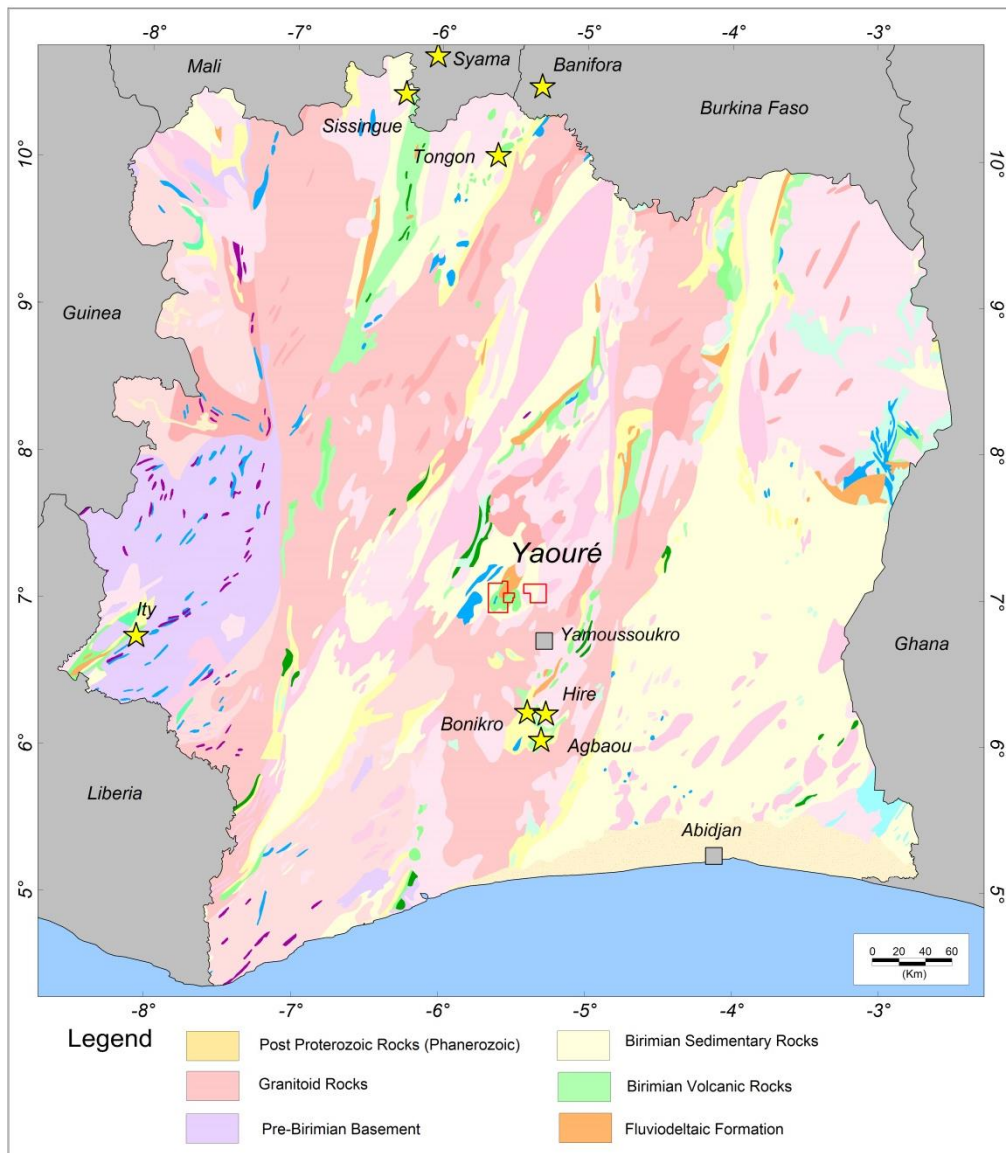 -8° -7° -6° -5° -4° -3°
Mali
Syama
Banifora
Burkina Faso
Sissingue
Tongon
10° 10°
9° 9°
Guinea
8° 8°
Yaouré
7° 7°
Ity
Yamoussoukro
Ghana
Hire
Bonikro
Agbaou
6° 6°
Liberia
Abidjan
5° 5°
0 20 40 60
(Km)
-8° -7° -6° -5° -4° -3°
Legend
Post Proterozoic Rocks (Phanerozoic)
Birimian Sedimentary Rocks
Granitoid Rocks
Birimian Volcanic Rocks
Pre-Birimian Basement
Fluviodeltaic Formation